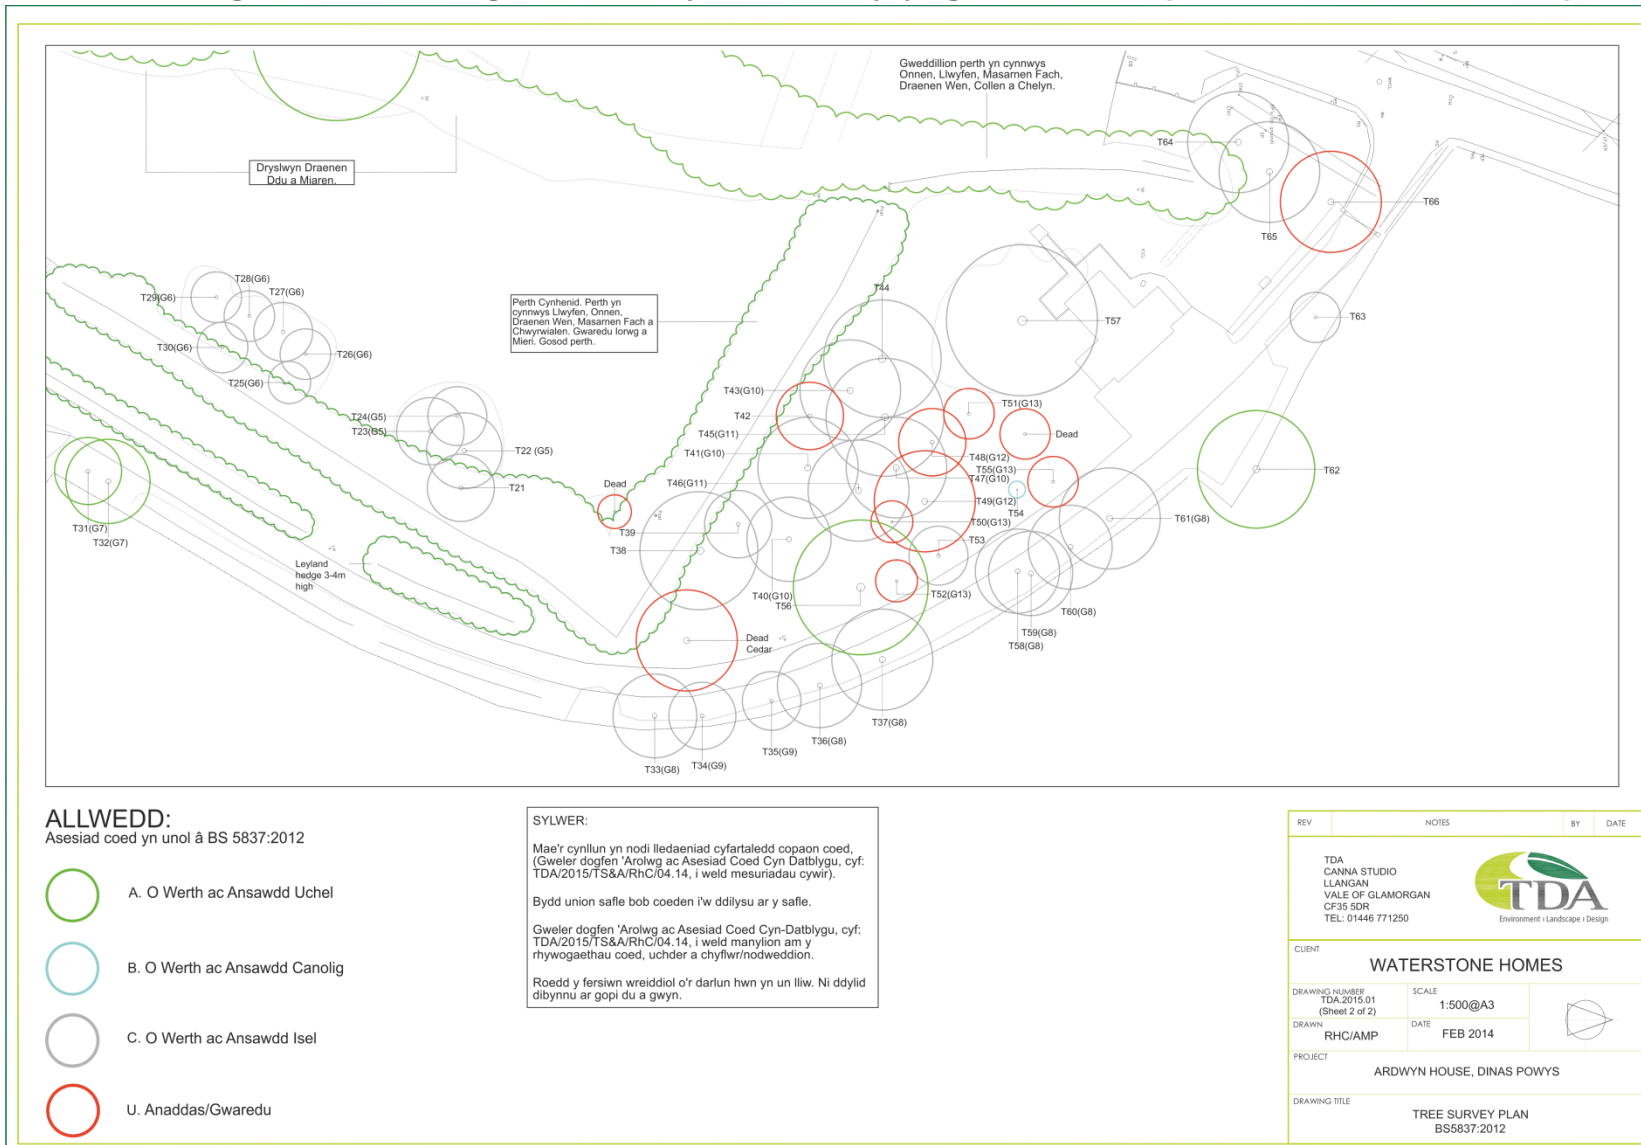 Gweddillion perth yn cynnwys
Onnen, Llwyfen, Masarnen Fach,
Draenen Wen, Collen a Chelyn.
Dryslwyn Draenen
Ddu a Miaren.
T64
T66
T65
T28(G6)
T29(G6)
T27(G6)
T44
Perth Cynhenid. Perth yn
cynnwys Llwyfen, Onnen,
Draenen Wen, Masarnen Fach a
Chwyrwialen. Gwaredu Iorwg a
Mieri. Gosod perth.
T57
T63
T30(G6)
T26(G6)
T25(G6)
T43(G10)
T51(G13)
T24(G5)
T42
T23(G5)
T45(G11)
Dead
T22 (G5)
T41(G10)
T48(G12)
T55(G13)
T62
T47(G10)
T46(G11)
Dead
T21
T49(G12)
T54
T61(G8)
T31(G7)
T50(G13)
T32(G7)
T39
T53
T38
Leyland
hedge 3-4m
high
T40(G10)
T52(G13)
T56
T60(G8)
T59(G8)
Dead
Cedar
T58(G8)
T37(G8)
T36(G8)
T35(G9)
T34(G9)
T33(G8)
ALLWEDD:
Asesiad coed yn unol â BS 5837:2012
A. O Werth ac Ansawdd Uchel
B. O Werth ac Ansawdd Canolig
C. O Werth ac Ansawdd Isel
U. Anaddas/Gwaredu
SYLWER:
Mae'r cynllun yn nodi lledaeniad cyfartaledd copaon coed,
(Gweler dogfen 'Arolwg ac Asesiad Coed Cyn Datblygu, cyf:
TDA/2015/TS&A/RhC/04.14, i weld mesuriadau cywir).
Bydd union safle bob coeden i'w ddilysu ar y safle.
Gweler dogfen 'Arolwg ac Asesiad Coed Cyn-Datblygu, cyf:
TDA/2015/TS&A/RhC/04.14, i weld manylion am y
rhywogaethau coed, uchder a chyflwr/nodweddion.
Roedd y fersiwn wreiddiol o'r darlun hwn yn un lliw. Ni ddylid
dibynnu ar gopi du a gwyn.
REV NOTES BY DATE
TDA
CANNA STUDIO
LLANGAN
VALE OF GLAMORGAN
CF35 5DR
TEL: 01446 771250
TDA
Environment I Landscape I Design
CLIENT
WATERSTONE HOMES
DRAWING NUMBER
TDA.2015.01
(Sheet 2 of 2)
SCALE
1:500@A3
DRAWN
RHC/AMP
DATE
FEB 2014
PROJECT
ARDWYN HOUSE, DINAS POWYS
DRAWING TITLE
TREE SURVEY PLAN
BS5837:2012